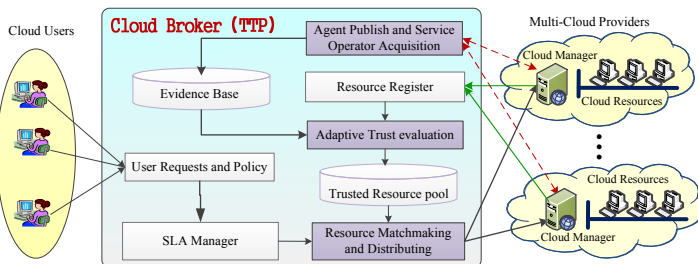 Cloud Users
Cloud Broker (TTP)
Agent Publish and Service
Operator Acquisition
Evidence Base
Resource Register
Adaptive Trust evaluation
User Requests and Policy
Trusted Resource pool
SLA Manager
Resource Matchmaking
and Distributing
Multi-Cloud Providers
Cloud Manager
Cloud Resources
Cloud Resources
Cloud Manager